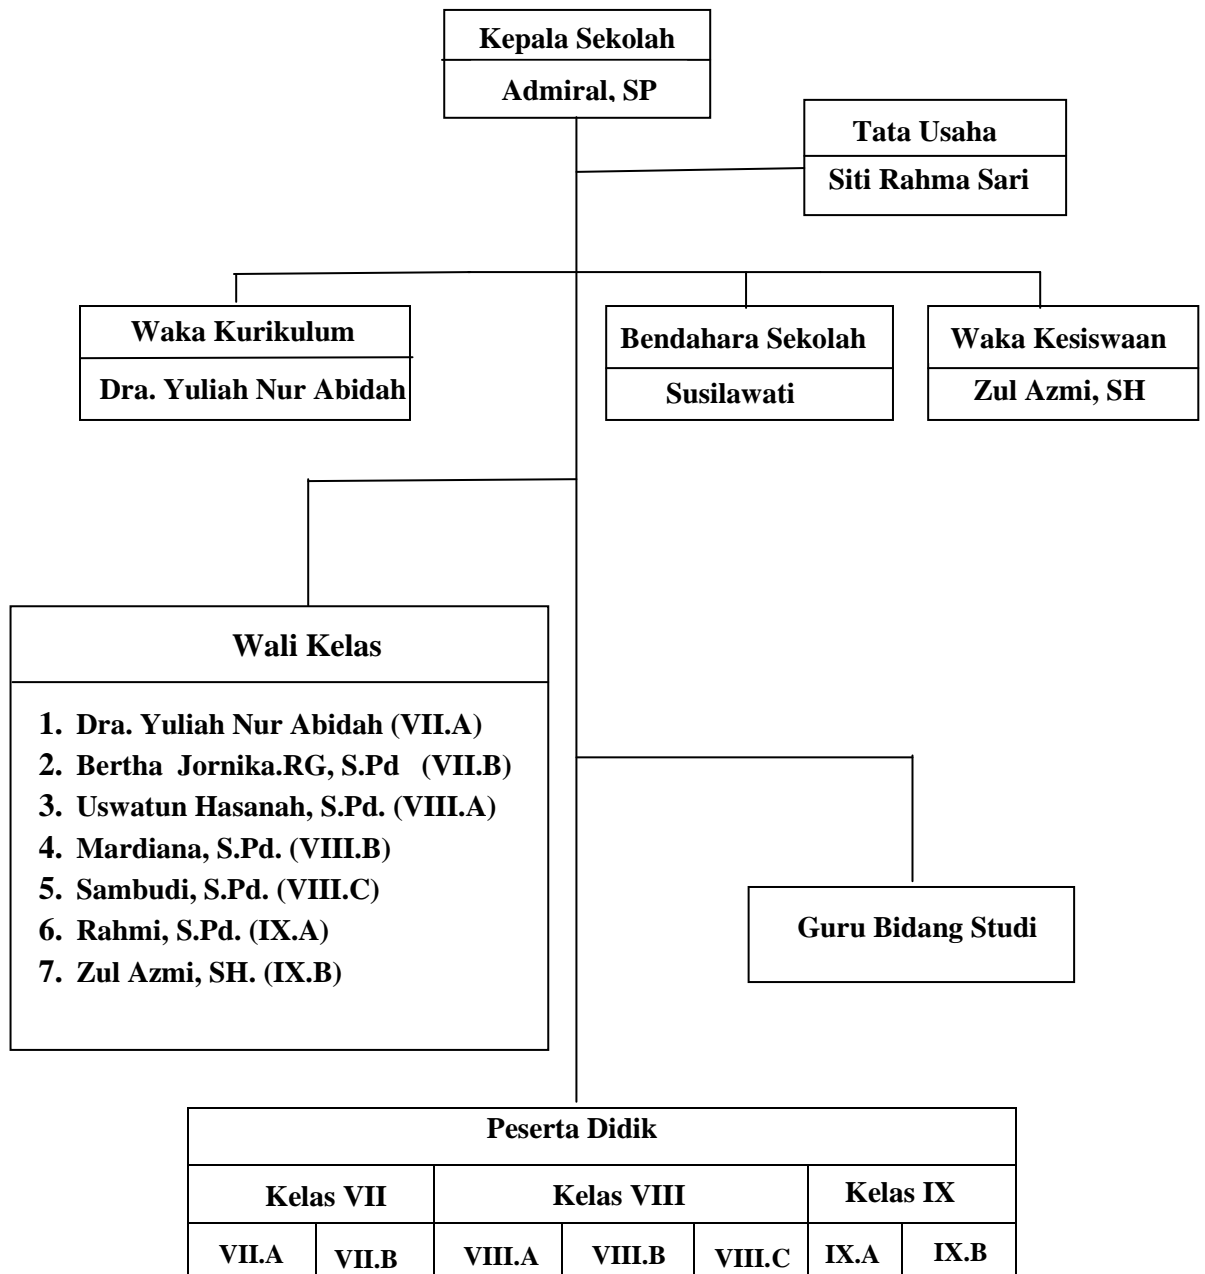 Kepala Sekolah
Admiral, SP
Tata Usaha
Siti Rahma Sari
Waka Kurikulum
Dra. Yuliah Nur Abidah
Bendahara Sekolah
Susilawati
Waka Kesiswaan
Zul Azmi, SH
Wali Kelas
1. Dra. Yuliah Nur Abidah (VII.A)
2. Bertha Jornika.RG, S.Pd (VII.B)
3. Uswatun Hasanah, S.Pd. (VIII.A)
4. Mardiana, S.Pd. (VIII.B)
5. Sambudi, S.Pd. (VIII.C)
6. Rahmi, S.Pd. (IX.A)
7. Zul Azmi, SH. (IX.B)
Guru Bidang Studi
Peserta Didik
Kelas VII Kelas VIII Kelas IX
VII.A VII.B VIII.A VIII.B VIII.C IX.A IX.B